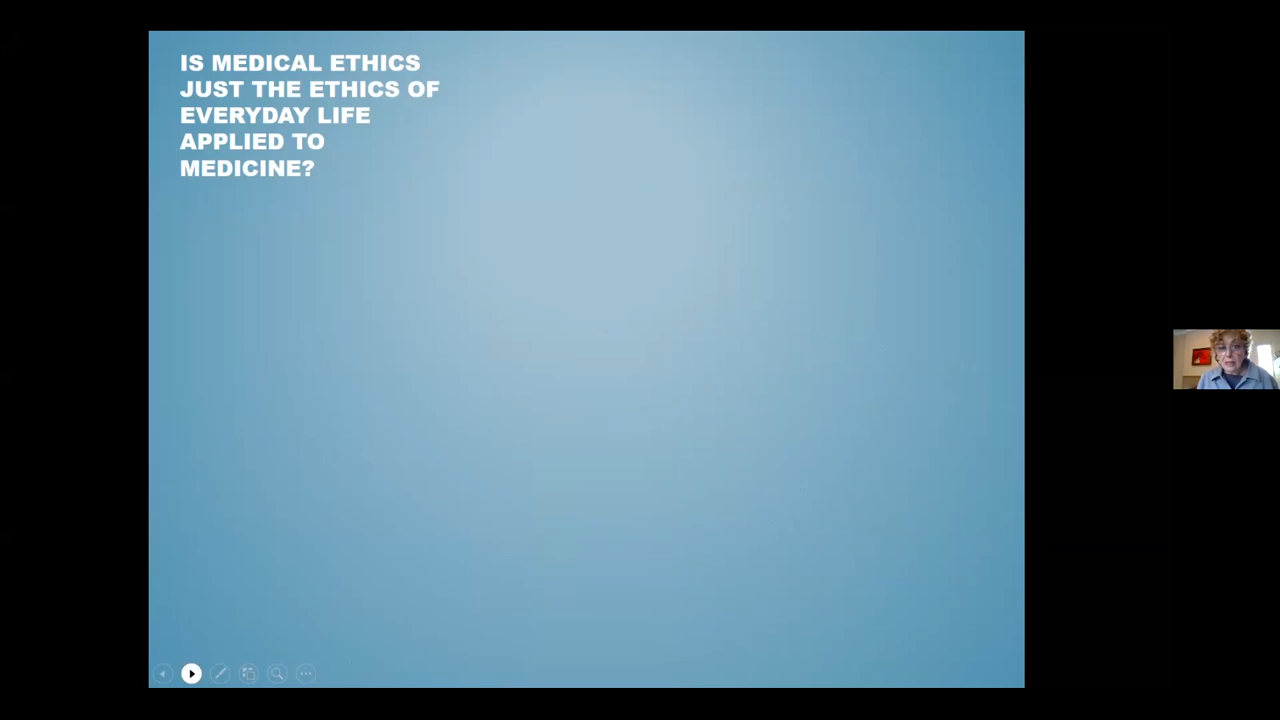 IS MEDICAL ETHICS
JUST THE ETHICS OF
EVERYDAY LIFE
APPLIED TO
MEDICINE?